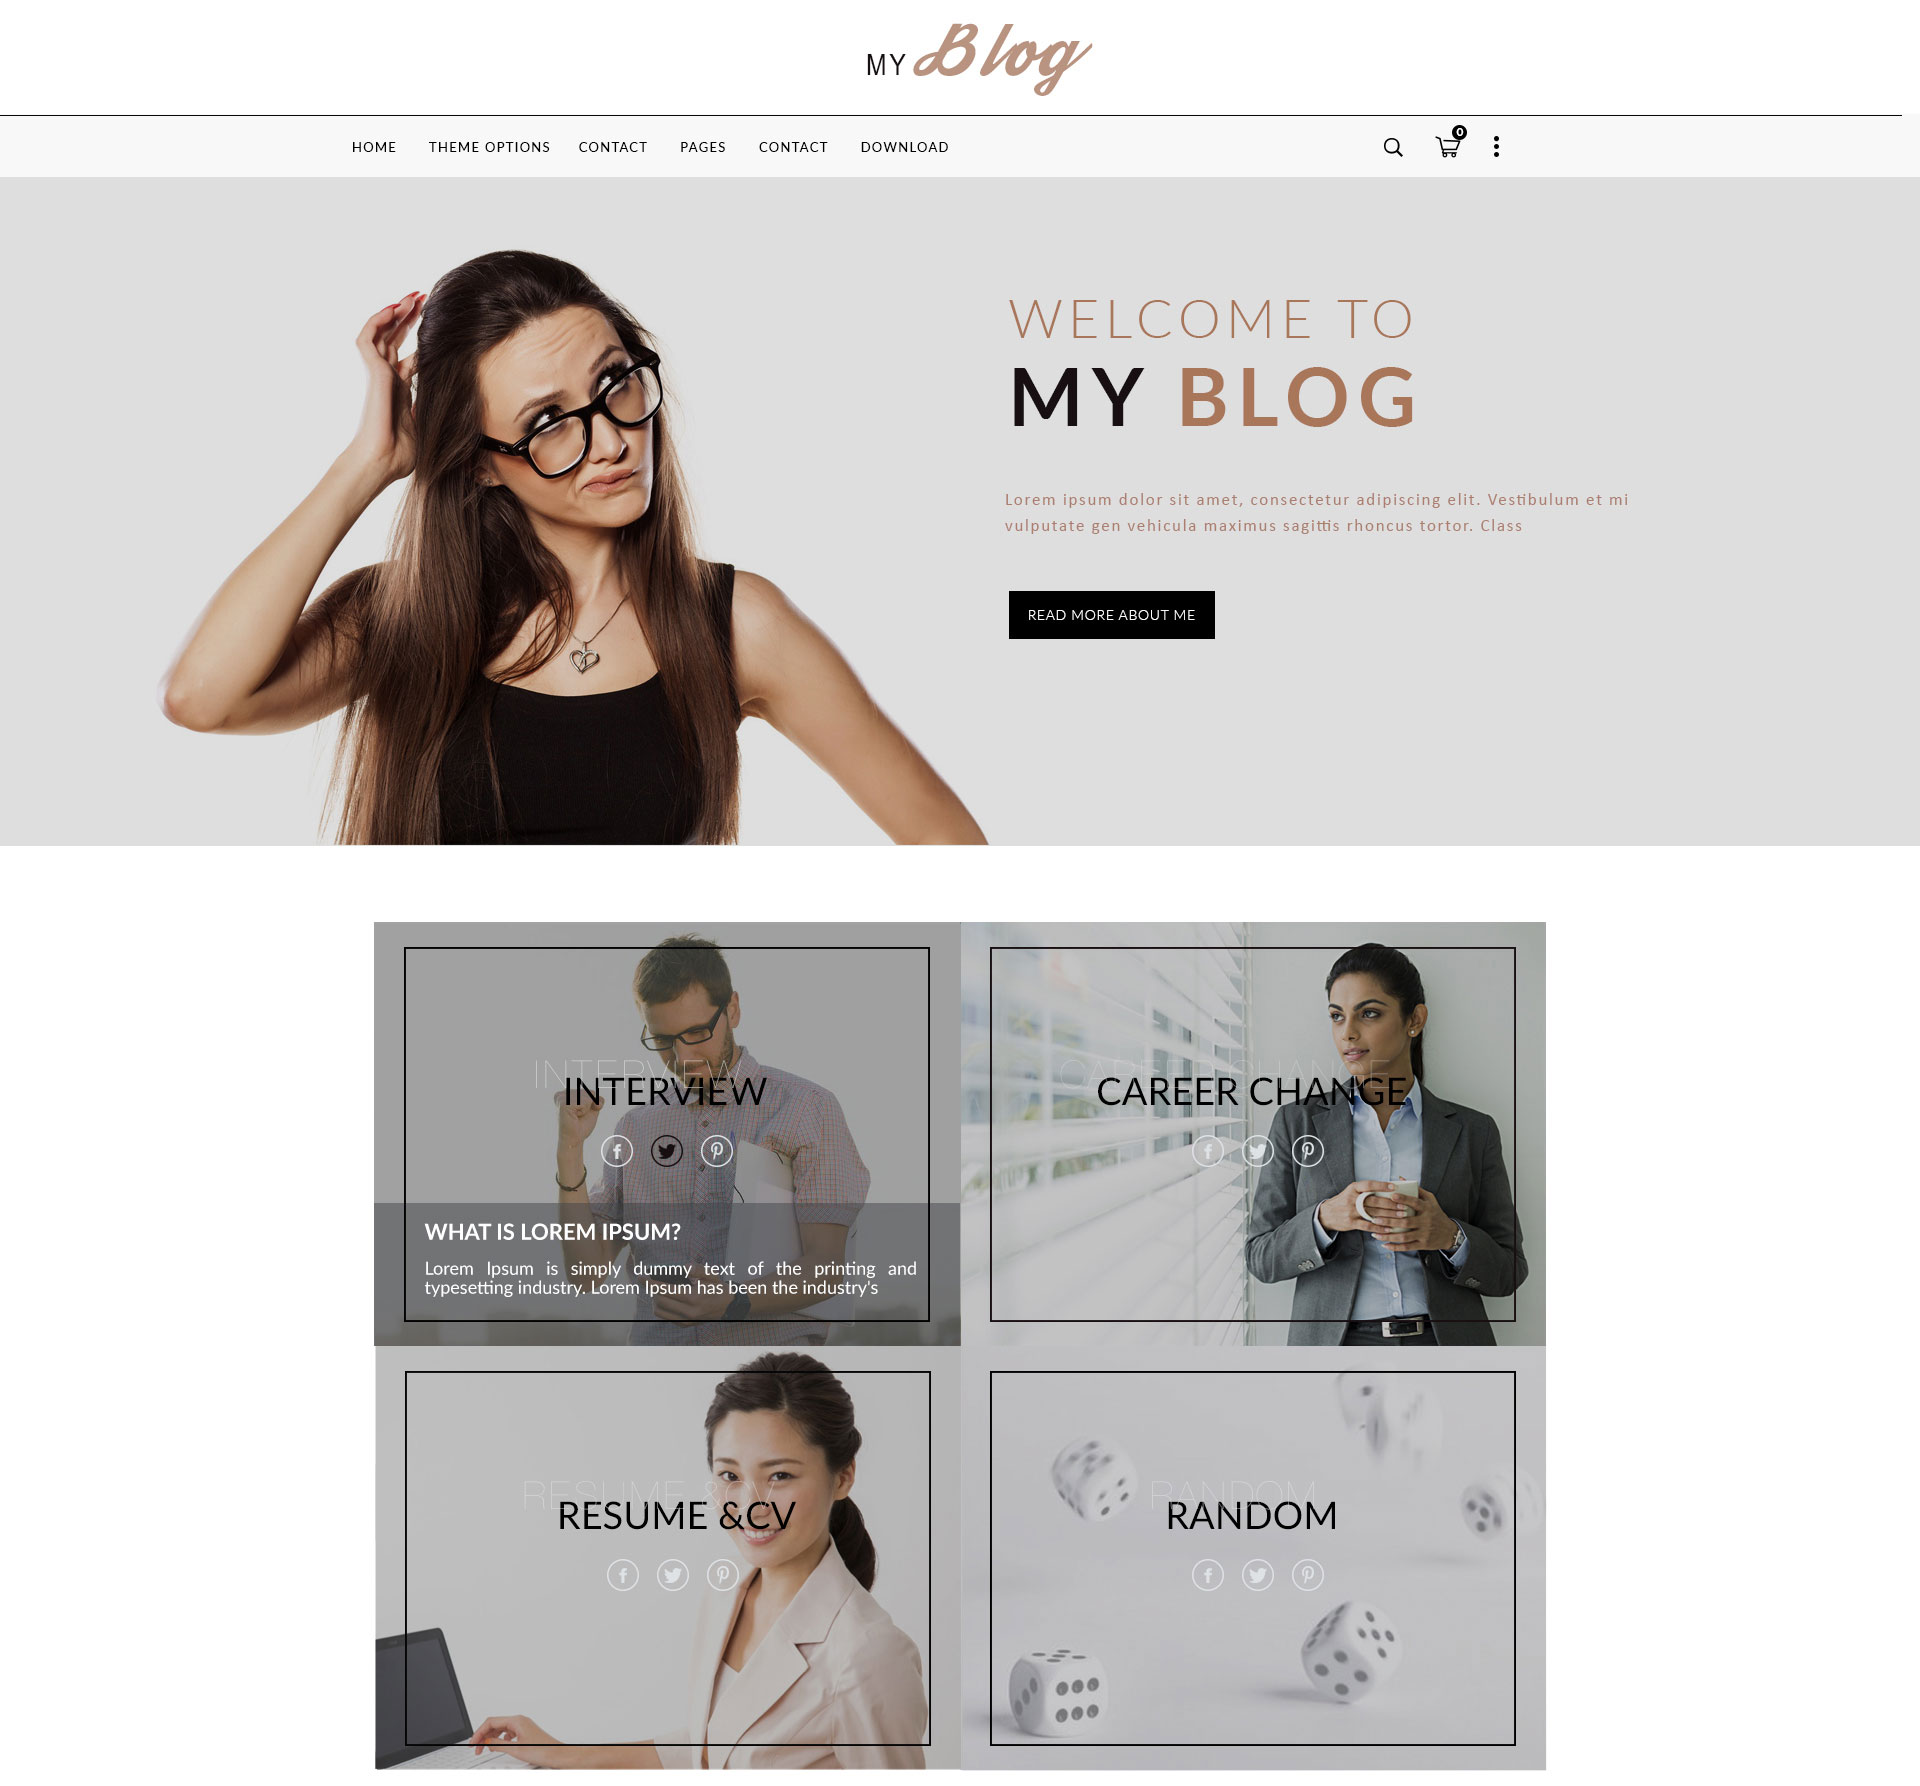 MY Blog
HOME THEME OPTIONS CONTACT PAGES CONTACT DOWNLOAD
0
WELCOME TO
MY BLOG
Lorem ipsum dolor sit amet, consectetur adipiscing elit. Vestibulum et mi
vulputate gen vehicula maximus sagittis rhoncus tortor. Class
READ MORE ABOUT ME
INTERVIEW
INTERVIEW
WHAT IS LOREM IPSUM?
Lorem Ipsum is simply dummy text of the printing and
typesetting industry. Lorem Ipsum has been the industry's
CAREER CHANGE
CAREER CHANGE
RESUME &CV
RESUME &CV
RANDOM
RANDOM